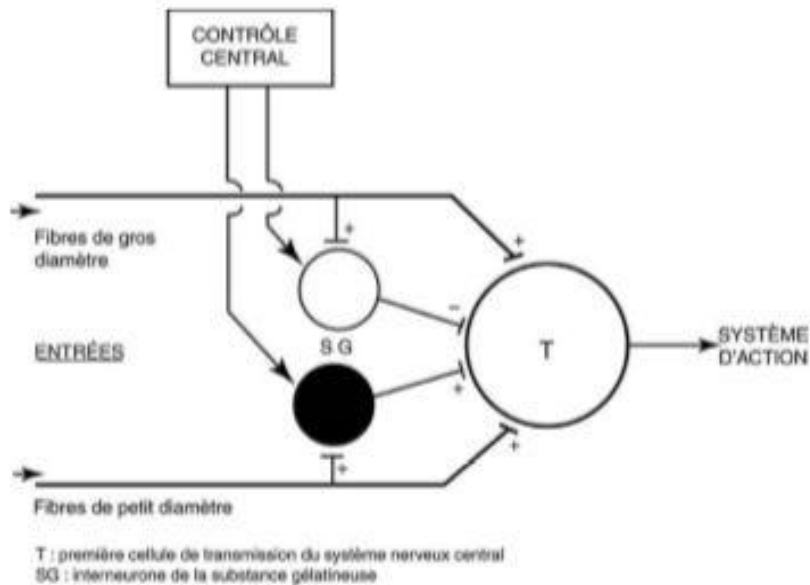 CONTRÔLE
CENTRAL
+
+
Fibres de gros
diamètre
−
SYSTÈME
D'ACTION
T
ENTRÉES
S G
+
+
+
Fibres de petit diamètre
T : première cellule de transmission du système nerveux central
SG : interneurone de la substance gélatineuse